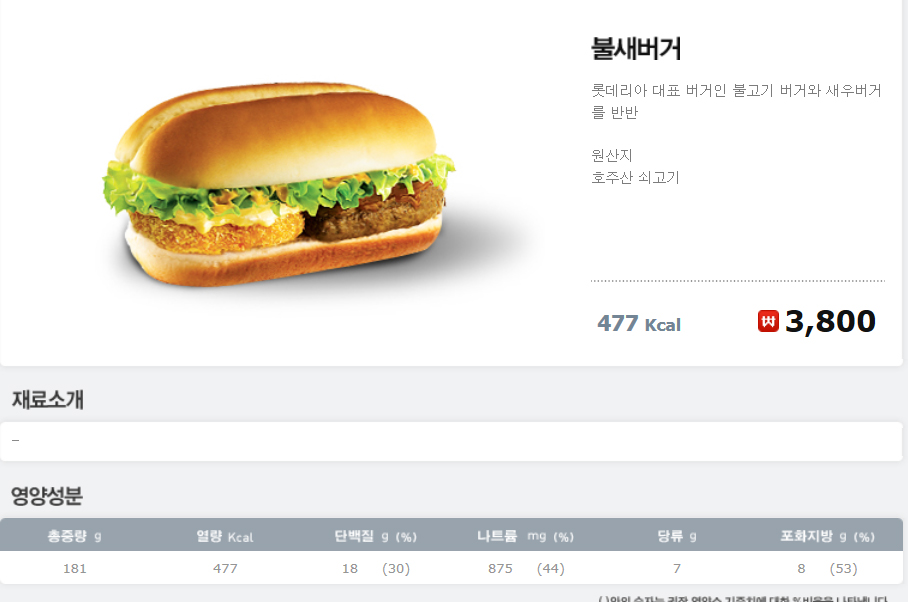 불새버거
롯데리아 대표 버거인 불고기 버거와 새우버거
를 반반
원산지
호주산 쇠고기
477 Kcal
₩ 3,800
재료소개
–
영양성분
총중량 g 열량 Kcal 단백질 g (%) 나트륨 mg (%) 당류 g 포화지방 g (%)
181 477 18 (30) 875 (44) 7 8 (53)